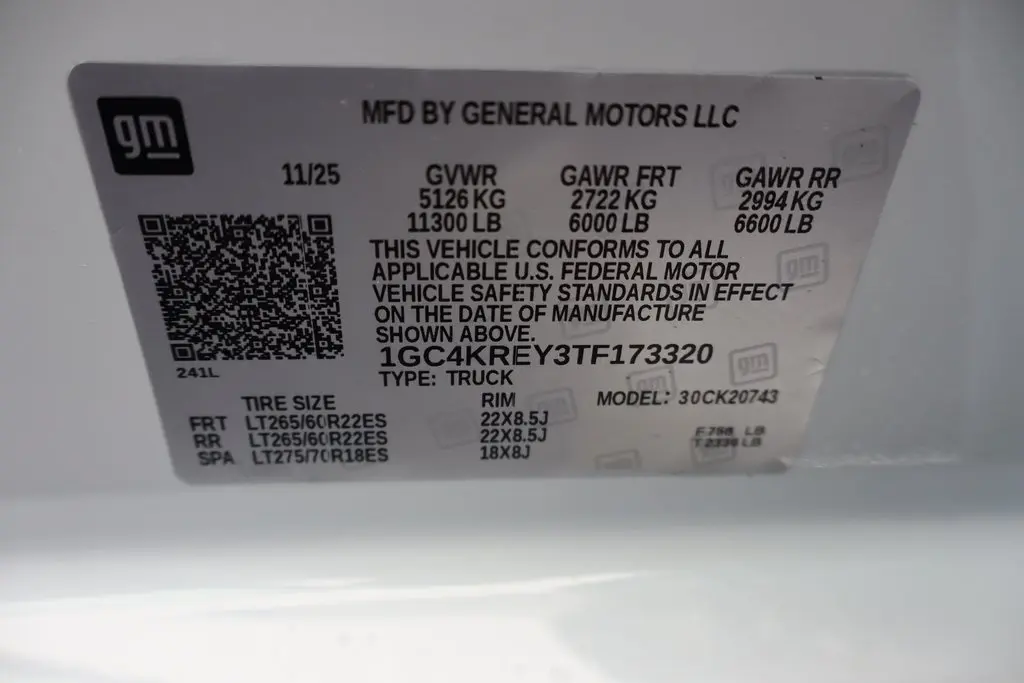 gm
MFD BY GENERAL MOTORS LLC
11/25 GVWR GAWR FRT GAWR RR
5126 KG 2722 KG 2994 KG
11300 LB 6000 LB 6600 LB
THIS VEHICLE CONFORMS TO ALL
APPLICABLE U.S. FEDERAL MOTOR
VEHICLE SAFETY STANDARDS IN EFFECT
ON THE DATE OF MANUFACTURE
SHOWN ABOVE.
1GC4KREY3TF173320
241L
TYPE: TRUCK
TIRE SIZE RIM MODEL: 30CK20743
FRT LT265/60R22ES 22X8.5J
RR LT265/60R22ES 22X8.5J
SPA LT275/70R18ES 18X8J
LB
LB